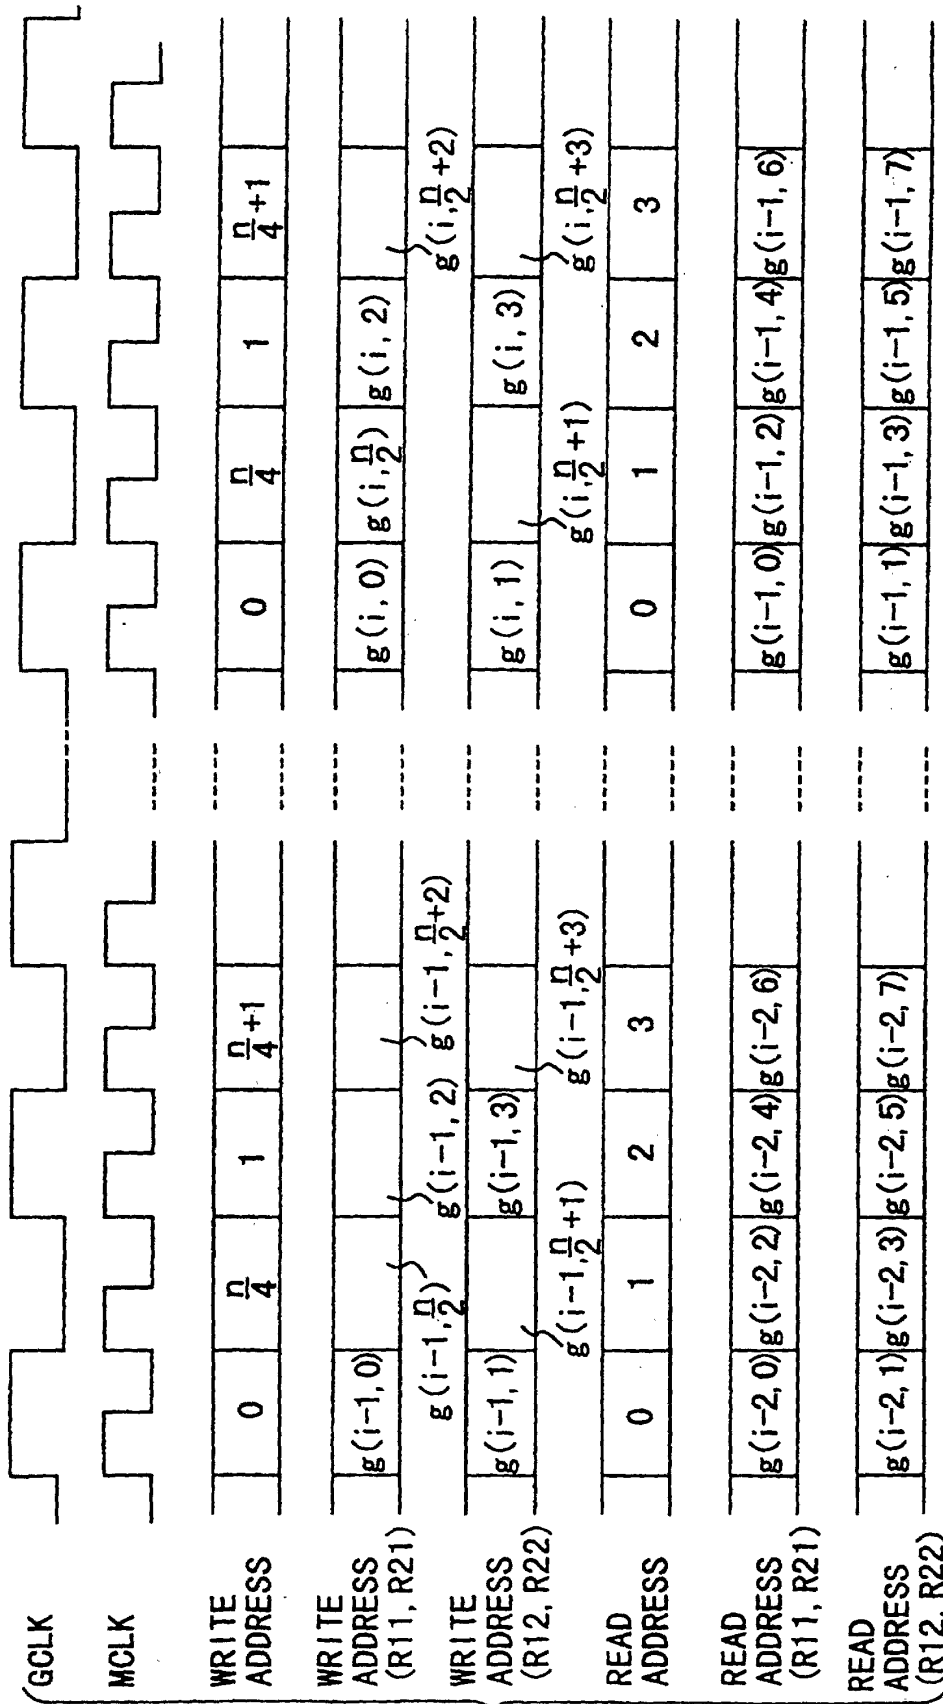 GCLK
MCLK
WRITE ADDRESS 0 n/4 1 n/4+1 0 n/4 1 n/4+1
WRITE ADDRESS (R11, R21) g(i-1, 0) g(i-1, n/2) g(i-1, 2) g(i-1, n/2+2) g(i, 0) g(i, n/2) g(i, 2) g(i, n/2+2)
WRITE ADDRESS (R12, R22) g(i-1, 1) g(i-1, n/2+1) g(i-1, 3) g(i-1, n/2+3) g(i, 1) g(i, n/2+1) g(i, 3) g(i, n/2+3)
READ ADDRESS 0 1 2 3 0 1 2 3
READ ADDRESS (R11, R21) g(i-2, 0) g(i-2, 2) g(i-2, 4) g(i-2, 6) g(i-1, 0) g(i-1, 2) g(i-1, 4) g(i-1, 6)
READ ADDRESS (R12, R22) g(i-2, 1) g(i-2, 3) g(i-2, 5) g(i-2, 7) g(i-1, 1) g(i-1, 3) g(i-1, 5) g(i-1, 7)